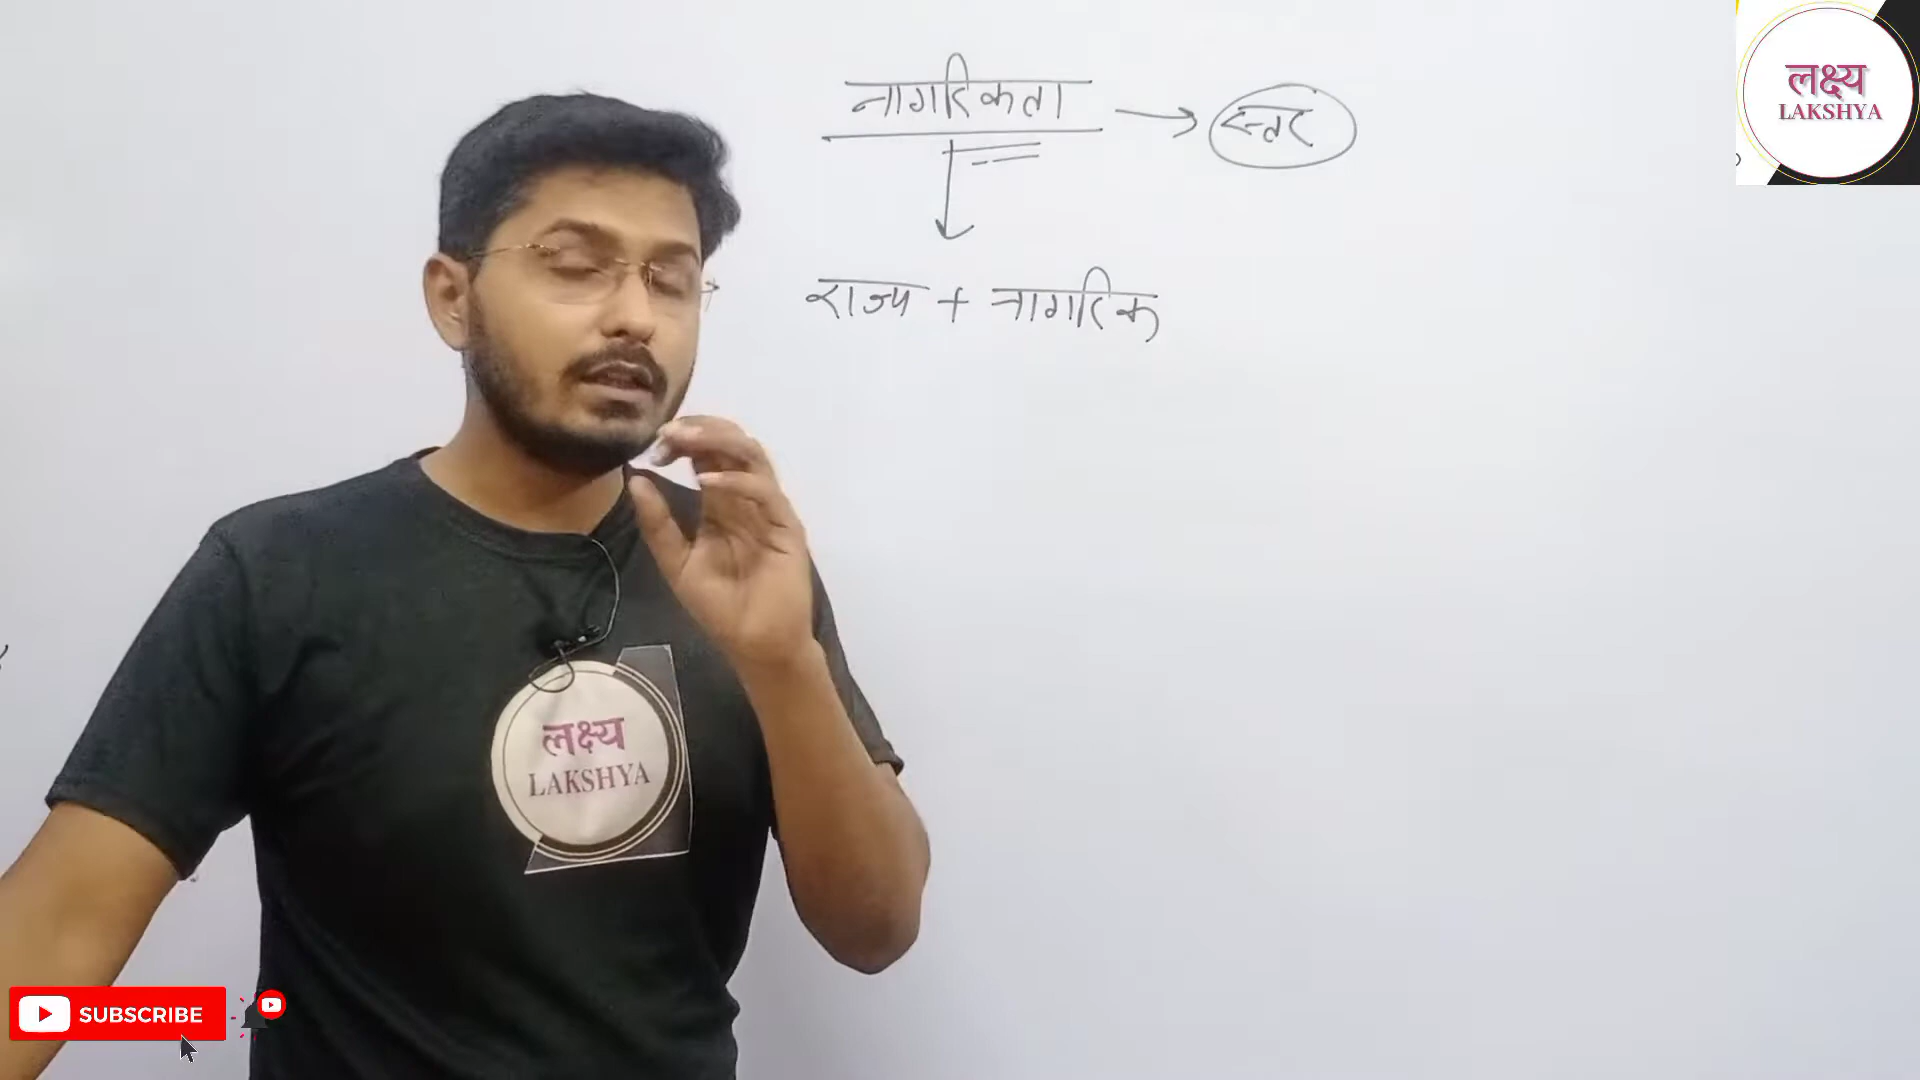 नागरिकता → स्तर
राज्य + नागरिक
लक्ष्य
LAKSHYA
लक्ष्य
LAKSHYA
SUBSCRIBE